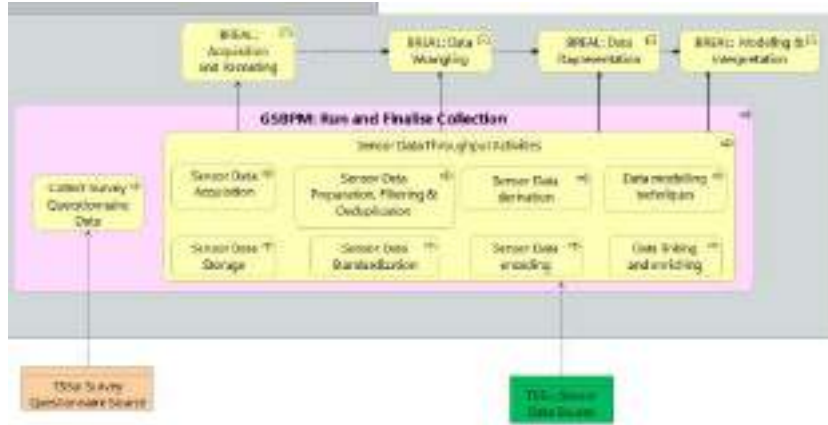 BREAL:
Acquisition
and Formating
BREAL: Data
Wrangling
BREAL: Data
Representation
BREAL: Modelling &
Interpretation
GSBPM: Run and Finalise Collection
Sensor Data Throughput Activities
Collect Survey
Questionnaire
Data
Sensor Data
Acquisition
Sensor Data
Preparation, Filtering &
Deduplication
Sensor Data
derivation
Data modelling
techniques
Sensor Data
Storage
Sensor Data
Standardization
Sensor Data
encoding
Data linking
and enriching
Survey
Questionnaire Source
Sensor
Data Source